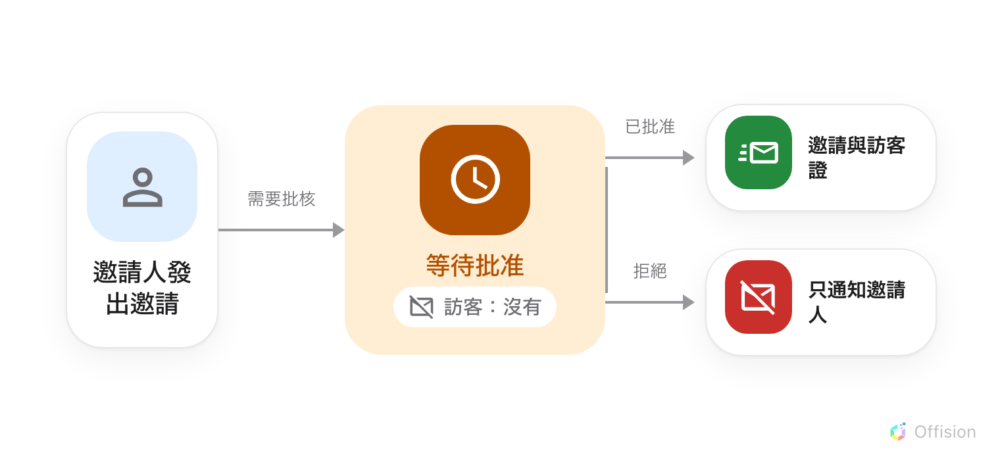 邀請人發
出邀請
需要批核
等待批准
訪客：沒有
已批准
邀請與訪客
證
拒絕
只通知邀請
人
Offision